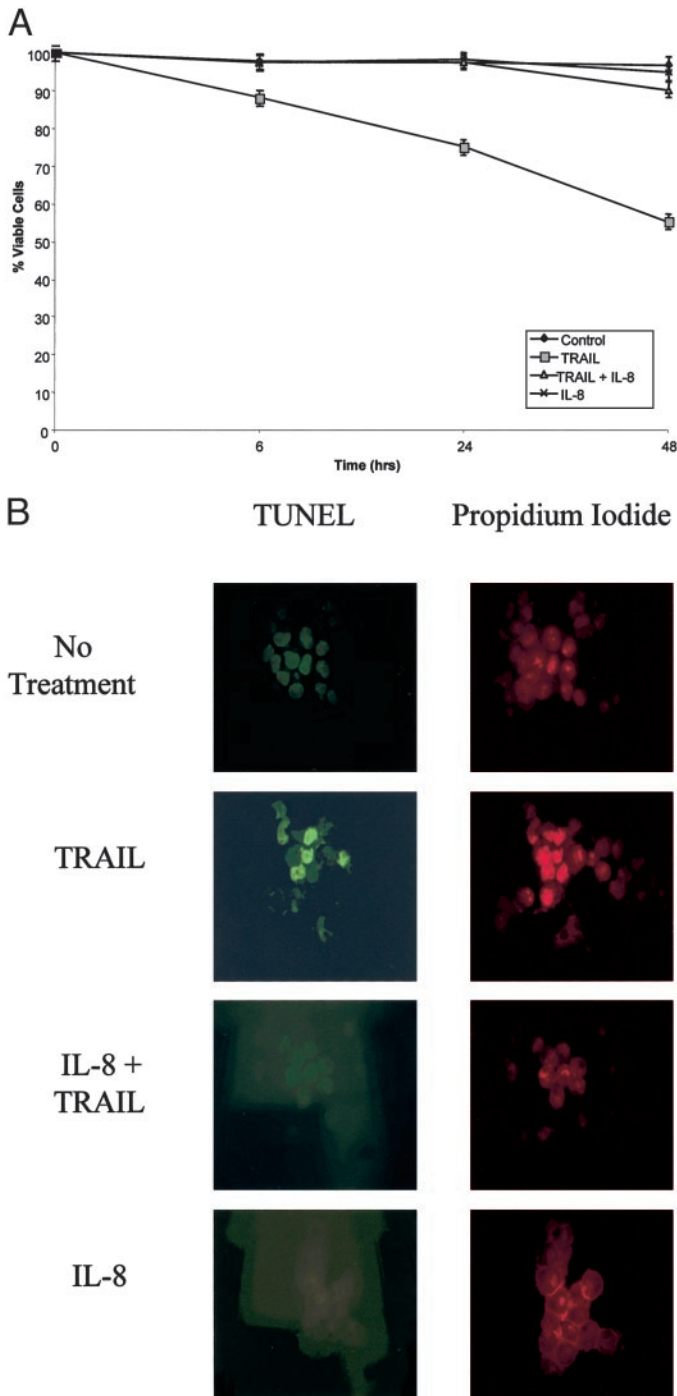 A
100
90
80
70
60
50
40
30
20
10
0
% Viable Cells
0
6
24
48
Time (hrs)
Control
TRAIL
TRAIL + IL-8
IL-8
B
TUNEL
Propidium Iodide
No
Treatment
TRAIL
IL-8 +
TRAIL
IL-8